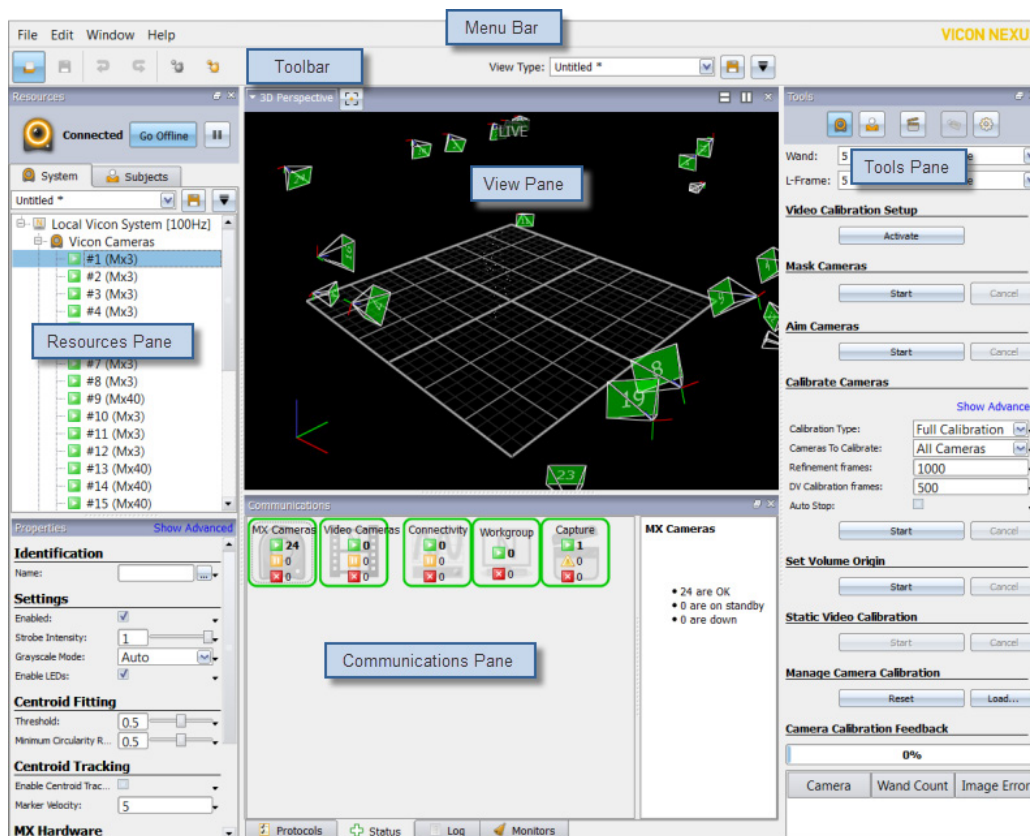 Menu Bar
File Edit Window Help
VICON NEXU
Toolbar
View Type: Untitled *
Resources
3D Perspective
Tools
Connected Go Offline
LIVE
System Subjects
View Pane
Wand: 5 e
Tools Pane
L-Frame: 5 e
Untitled *
Video Calibration Setup
Activate
Local Vicon System [100Hz]
Vicon Cameras
#1 (Mx3)
#2 (Mx3)
#3 (Mx3)
#4 (Mx3)
Resources Pane
#7 (Mx3)
#8 (Mx3)
#9 (Mx40)
#10 (Mx3)
#11 (Mx3)
#12 (Mx3)
#13 (Mx40)
#14 (Mx40)
#15 (Mx40)
8
19
23
Mask Cameras
Start Cancel
Aim Cameras
Start Cancel
Calibrate Cameras
Show Advance
Calibration Type: Full Calibration
Cameras To Calibrate: All Cameras
Refinement frames: 1000
DV Calibration frames: 500
Auto Stop:
Start Cancel
Set Volume Origin
Start Cancel
Static Video Calibration
Start Cancel
Manage Camera Calibration
Reset Load...
Camera Calibration Feedback
0%
Camera Wand Count Image Error
Properties Show Advanced
Identification
Name: ...
Settings
Enabled:
Strobe Intensity: 1
Grayscale Mode: Auto
Enable LEDs:
Centroid Fitting
Threshold: 0.5
Minimum Circularity R... 0.5
Centroid Tracking
Enable Centroid Trac...
Marker Velocity: 5
MX Hardware
Communications
MX Cameras Video Cameras Connectivity Workgroup Capture
24 0 0 0 1
0 0 0 0
0 0 0 0 0
MX Cameras
• 24 are OK
• 0 are on standby
• 0 are down
Communications Pane
Protocols Status Log Monitors